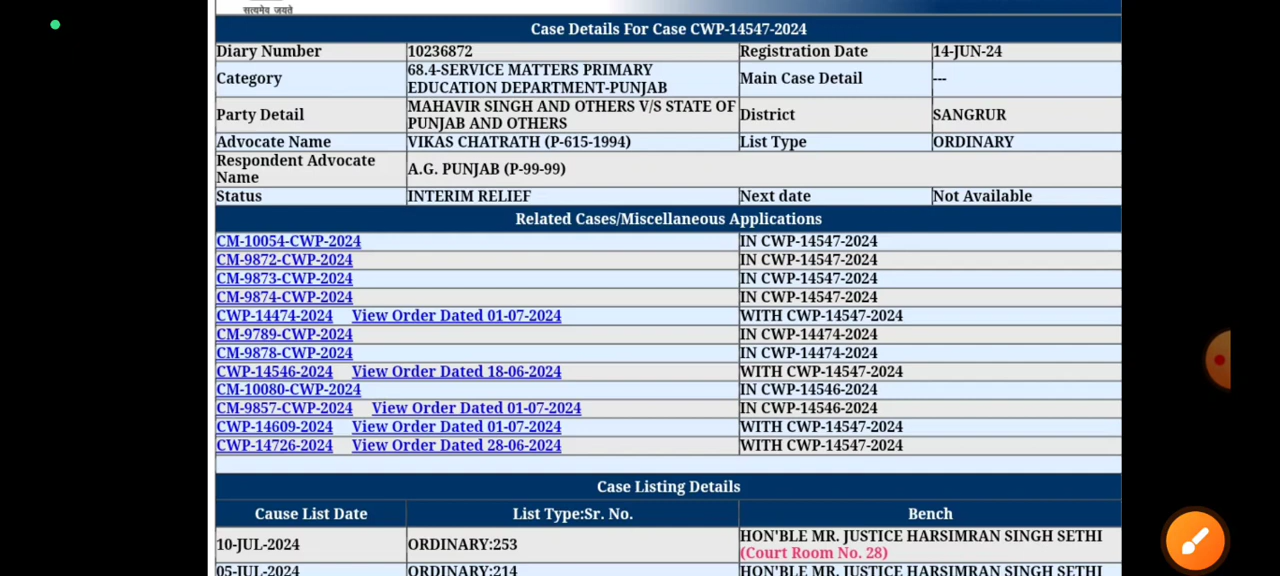 सत्यमेव जयते
Case Details For Case CWP-14547-2024
Diary Number 10236872 Registration Date 14-JUN-24
Category 68.4-SERVICE MATTERS PRIMARY EDUCATION DEPARTMENT-PUNJAB Main Case Detail ---
Party Detail MAHAVIR SINGH AND OTHERS V/S STATE OF PUNJAB AND OTHERS District SANGRUR
Advocate Name VIKAS CHATRATH (P-615-1994) List Type ORDINARY
Respondent Advocate Name A.G. PUNJAB (P-99-99)
Status INTERIM RELIEF Next date Not Available
Related Cases/Miscellaneous Applications
CM-10054-CWP-2024 IN CWP-14547-2024
CM-9872-CWP-2024 IN CWP-14547-2024
CM-9873-CWP-2024 IN CWP-14547-2024
CM-9874-CWP-2024 IN CWP-14547-2024
CWP-14474-2024 View Order Dated 01-07-2024 WITH CWP-14547-2024
CM-9789-CWP-2024 IN CWP-14474-2024
CM-9878-CWP-2024 IN CWP-14474-2024
CWP-14546-2024 View Order Dated 18-06-2024 WITH CWP-14547-2024
CM-10080-CWP-2024 IN CWP-14546-2024
CM-9857-CWP-2024 View Order Dated 01-07-2024 IN CWP-14546-2024
CWP-14609-2024 View Order Dated 01-07-2024 WITH CWP-14547-2024
CWP-14726-2024 View Order Dated 28-06-2024 WITH CWP-14547-2024
Case Listing Details
Cause List Date List Type:Sr. No. Bench
10-JUL-2024 ORDINARY:253 HON'BLE MR. JUSTICE HARSIMRAN SINGH SETHI (Court Room No. 28)
05-JUL-2024 ORDINARY:214 HON'BLE MR. JUSTICE HARSIMRAN SINGH SETHI